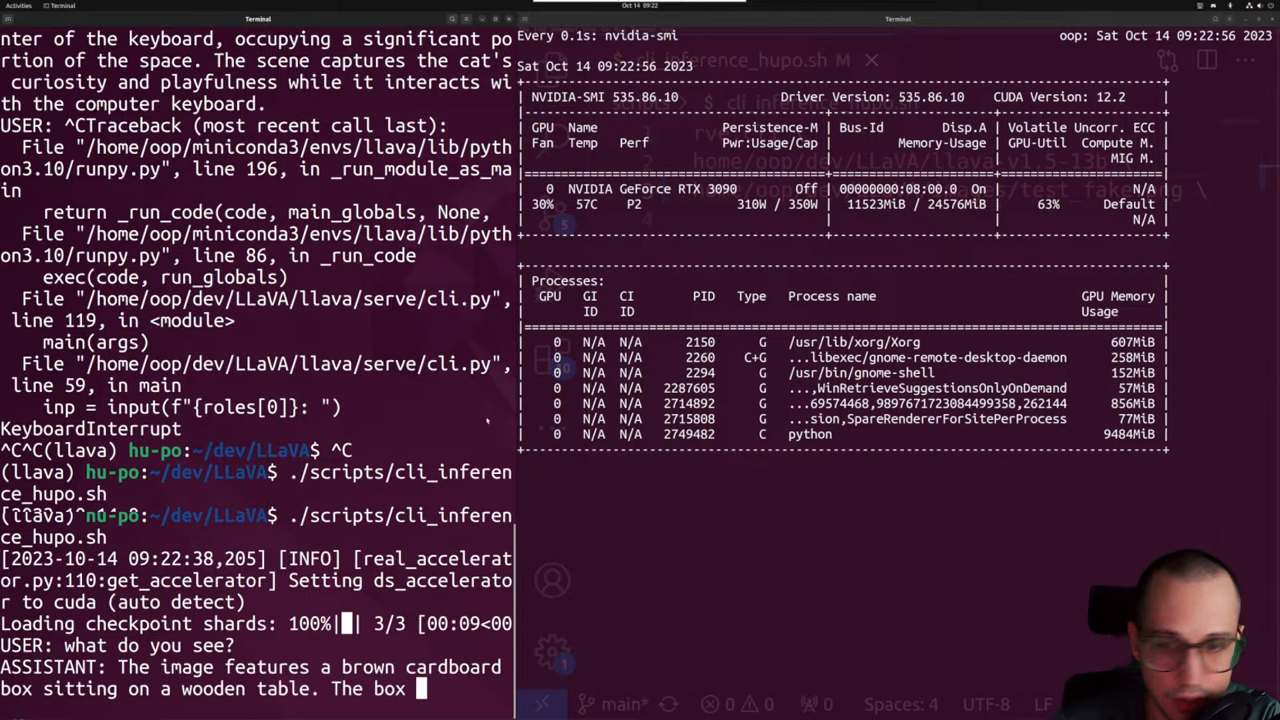 Activities Terminal Oct 14 09:22
Terminal
Terminal
nter of the keyboard, occupying a significant po
rtion of the space. The scene captures the cat's
curiosity and playfulness while it interacts wi
th the computer keyboard.
USER: ^CTraceback (most recent call last):
File "/home/oop/miniconda3/envs/llava/lib/pyth
on3.10/runpy.py", line 196, in _run_module_as_ma
in
return _run_code(code, main_globals, None,
File "/home/oop/miniconda3/envs/llava/lib/pyth
on3.10/runpy.py", line 86, in _run_code
exec(code, run_globals)
File "/home/oop/dev/LLaVA/llava/serve/cli.py",
line 119, in <module>
main(args)
File "/home/oop/dev/LLaVA/llava/serve/cli.py",
line 59, in main
inp = input(f"{roles[0]}: ")
KeyboardInterrupt
^C^C(llava) hu-po:~/dev/LLaVA$ ^C
(llava) hu-po:~/dev/LLaVA$ ./scripts/cli_inferen
ce_hupo.sh
(llava) hu-po:~/dev/LLaVA$ ./scripts/cli_inferen
ce_hupo.sh
[2023-10-14 09:22:38,205] [INFO] [real_accelerat
or.py:110:get_accelerator] Setting ds_accelerato
r to cuda (auto detect)
Loading checkpoint shards: 100%| | 3/3 [00:09<00
USER: what do you see?
ASSISTANT: The image features a brown cardboard
box sitting on a wooden table. The box
Every 0.1s: nvidia-smi oop: Sat Oct 14 09:22:56 2023
cli_inference_hupo.sh M
Sat Oct 14 09:22:56 2023
NVIDIA-SMI 535.86.10 Driver Version: 535.86.10 CUDA Version: 12.2
scripts > $ cli_inference_hupo.sh
GPU Name Persistence-M Bus-Id Disp.A Volatile Uncorr. ECC
Fan Temp Perf Pwr:Usage/Cap Memory-Usage GPU-Util Compute M.
MIG M.
home/oop/dev/LLaVA/llava-v1.5-13b
0 NVIDIA GeForce RTX 3090 Off 00000000:08:00.0 On N/A
30% 57C P2 310W / 350W 11523MiB / 24576MiB 63% Default
N/A
Processes:
GPU GI CI PID Type Process name GPU Memory
ID ID Usage
0 N/A N/A 2150 G /usr/lib/xorg/Xorg 607MiB
0 N/A N/A 2260 C+G ...libexec/gnome-remote-desktop-daemon 258MiB
0 N/A N/A 2294 G /usr/bin/gnome-shell 152MiB
0 N/A N/A 2287605 G ...,WinRetrieveSuggestionsOnlyOnDemand 57MiB
0 N/A N/A 2714892 G ...69574468,9897671723084499358,262144 856MiB
0 N/A N/A 2715808 G ...sion,SpareRendererForSitePerProcess 77MiB
0 N/A N/A 2749482 C python 9484MiB
main* 0 0 0 Spaces: 4 UTF-8 LF